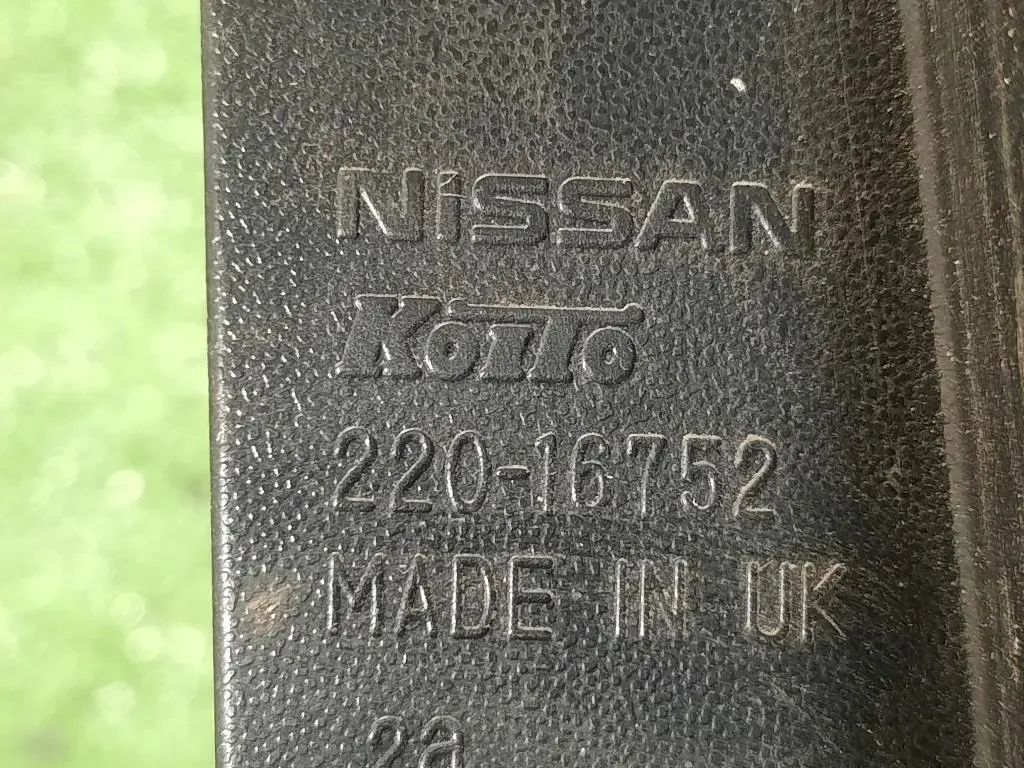 NiSSAN
KOITO
220-16752
MADE IN UK